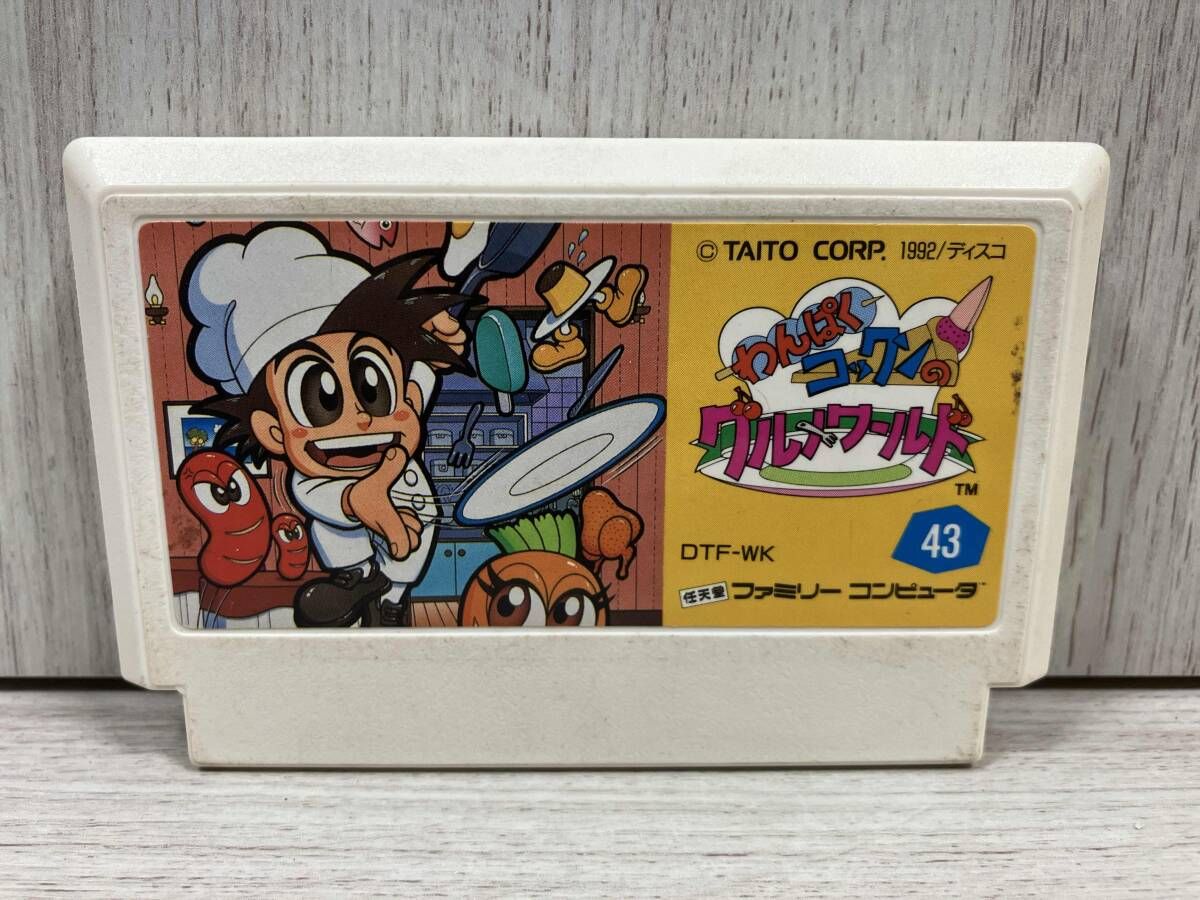 © TAITO CORP. 1992/ディスコ
わんぱく
コックンの
グルメワールド
TM
43
DTF-WK
任天堂 ファミリー コンピュータ™